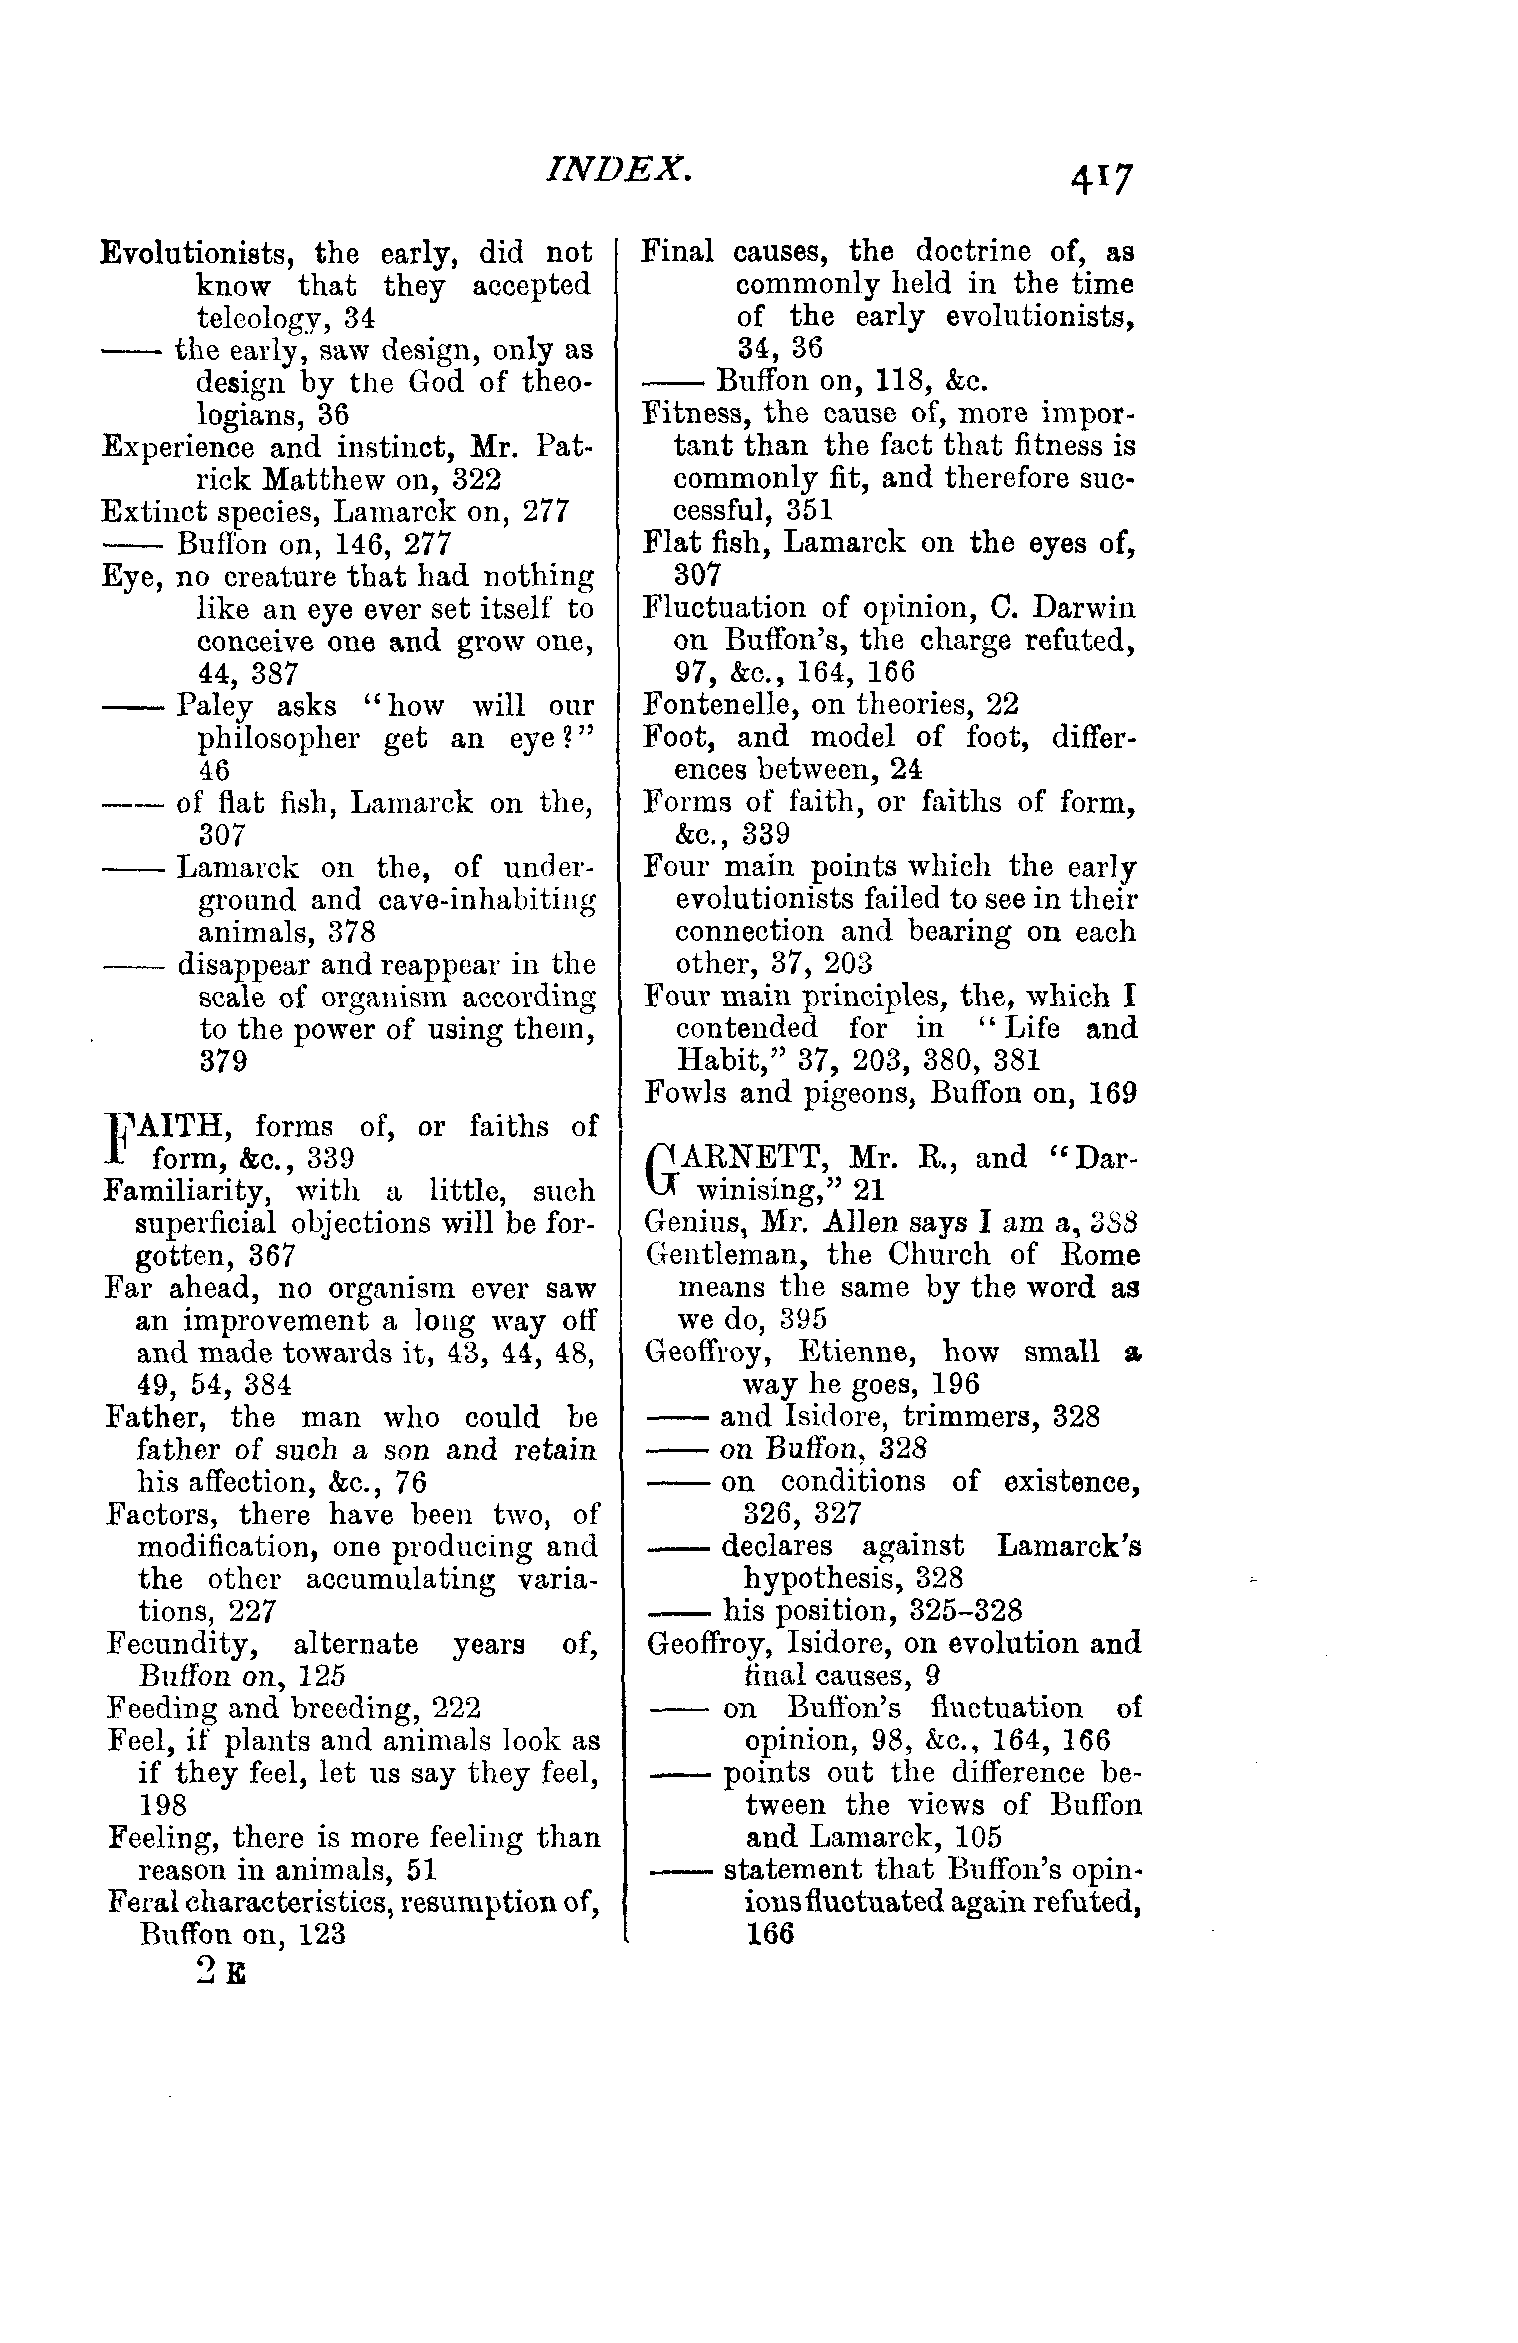 INDEX.
417
Evolutionists, the early, did not
know that they accepted
teleology, 34
—— the early, saw design, only as
design by the God of theo-
logians, 36
Experience and instinct, Mr. Pat-
rick Matthew on, 322
Extinct species, Lamarck on, 277
—— Buffon on, 146, 277
Eye, no creature that had nothing
like an eye ever set itself to
conceive one and grow one,
44, 387
—— Paley asks “how will our
philosopher get an eye?”
46
—— of flat fish, Lamarck on the,
307
—— Lamarck on the, of under-
ground and cave-inhabiting
animals, 378
—— disappear and reappear in the
scale of organism according
to the power of using them,
379
FAITH, forms of, or faiths of
form, &c., 339
Familiarity, with a little, such
superficial objections will be for-
gotten, 367
Far ahead, no organism ever saw
an improvement a long way off
and made towards it, 43, 44, 48,
49, 54, 384
Father, the man who could be
father of such a son and retain
his affection, &c., 76
Factors, there have been two, of
modification, one producing and
the other accumulating varia-
tions, 227
Fecundity, alternate years of,
Buffon on, 125
Feeding and breeding, 222
Feel, if plants and animals look as
if they feel, let us say they feel,
198
Feeling, there is more feeling than
reason in animals, 51
Feral characteristics, resumption of,
Buffon on, 123
2 E
Final causes, the doctrine of, as
commonly held in the time
of the early evolutionists,
34, 36
—— Buffon on, 118, &c.
Fitness, the cause of, more impor-
tant than the fact that fitness is
commonly fit, and therefore suc-
cessful, 351
Flat fish, Lamarck on the eyes of,
307
Fluctuation of opinion, C. Darwin
on Buffon’s, the charge refuted,
97, &c., 164, 166
Fontenelle, on theories, 22
Foot, and model of foot, differ-
ences between, 24
Forms of faith, or faiths of form,
&c., 339
Four main points which the early
evolutionists failed to see in their
connection and bearing on each
other, 37, 203
Four main principles, the, which I
contended for in “Life and
Habit,” 37, 203, 380, 381
Fowls and pigeons, Buffon on, 169
GARNETT, Mr. R., and “Dar-
winising,” 21
Genius, Mr. Allen says I am a, 388
Gentleman, the Church of Rome
means the same by the word as
we do, 395
Geoffroy, Etienne, how small a
way he goes, 196
—— and Isidore, trimmers, 328
—— on Buffon, 328
—— on conditions of existence,
326, 327
—— declares against Lamarck’s
hypothesis, 328
—— his position, 325–328
Geoffroy, Isidore, on evolution and
final causes, 9
—— on Buffon’s fluctuation of
opinion, 98, &c., 164, 166
—— points out the difference be-
tween the views of Buffon
and Lamarck, 105
—— statement that Buffon’s opin-
ions fluctuated again refuted,
166